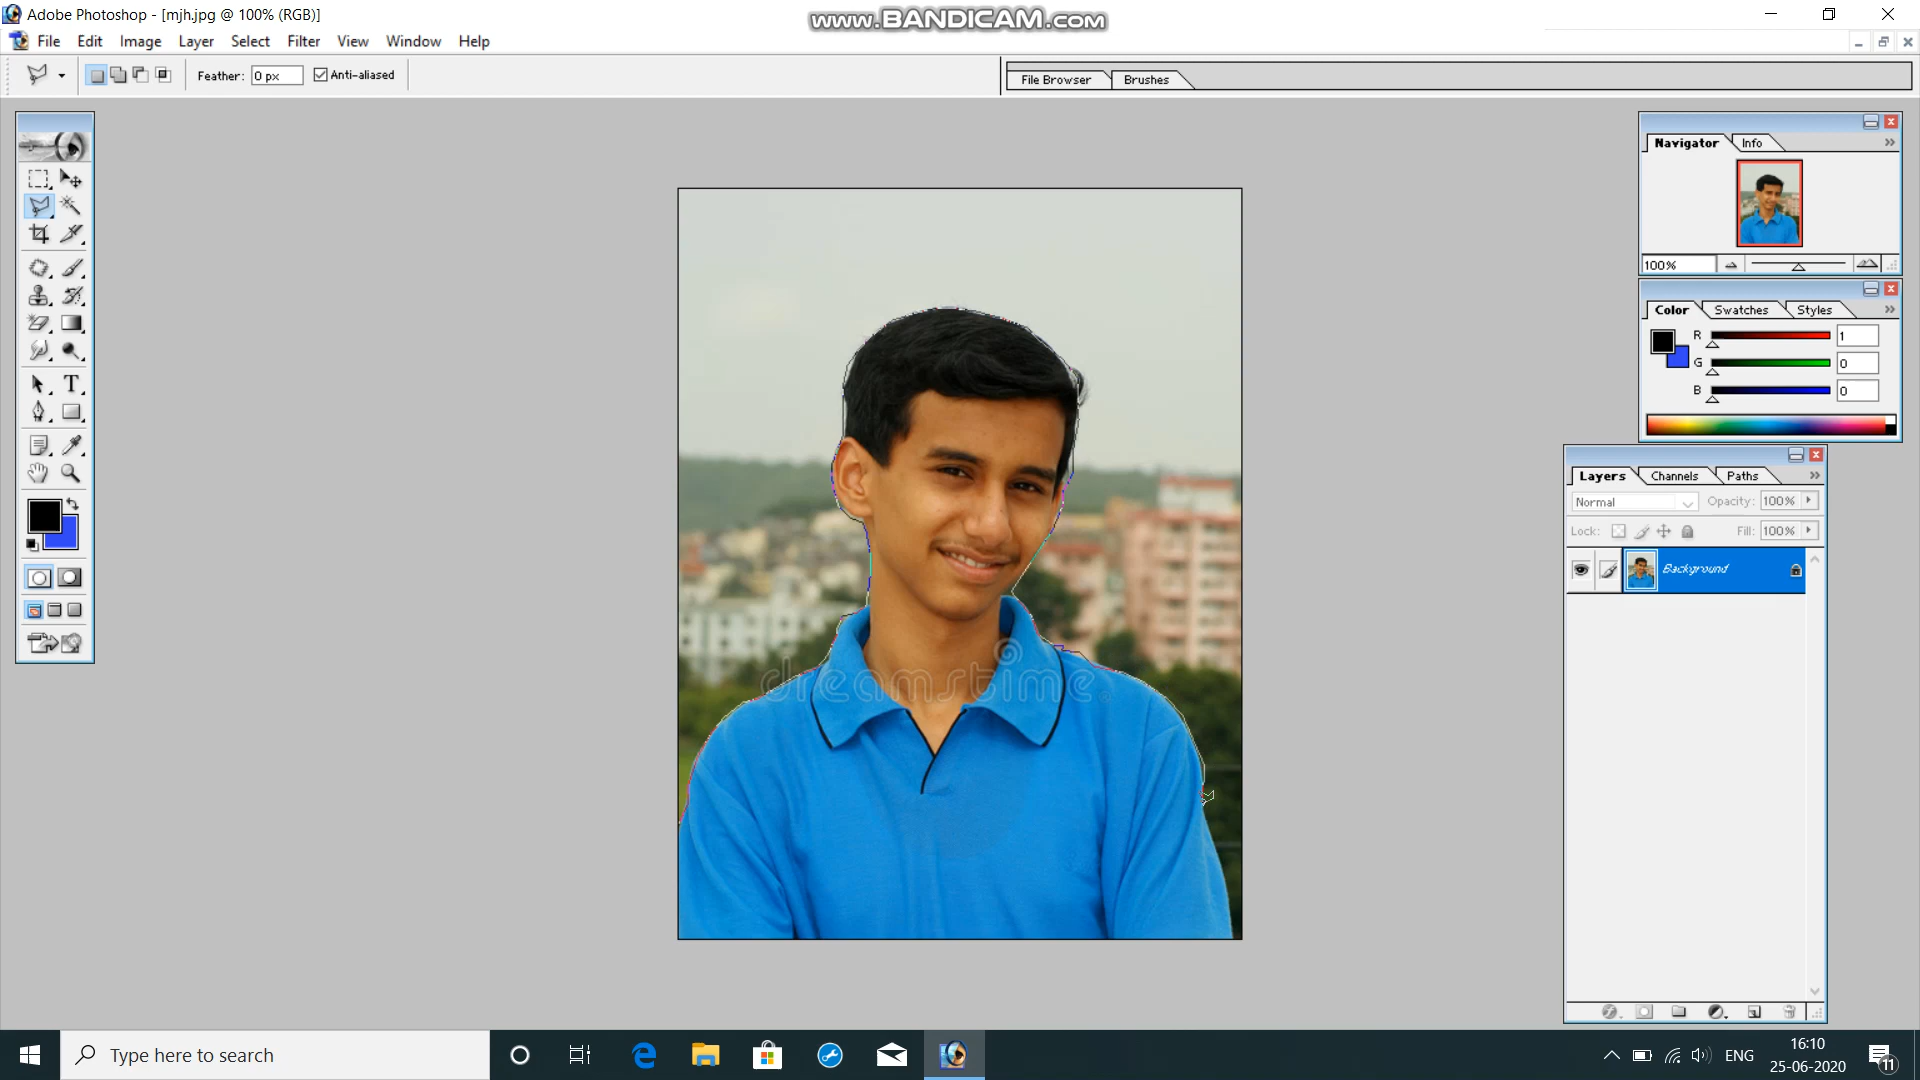 Adobe Photoshop - [mjh.jpg @ 100% (RGB)]
www.BANDICAM.com
File Edit Image Layer Select Filter View Window Help
Feather: 0 px Anti-aliased
File Browser Brushes
Navigator Info
100%
Color Swatches Styles
R 1
G 0
B 0
Layers Channels Paths
Normal Opacity: 100%
Lock: Fill: 100%
Background
T
dreamstime.
Type here to search
ENG
16:10
25-06-2020
11